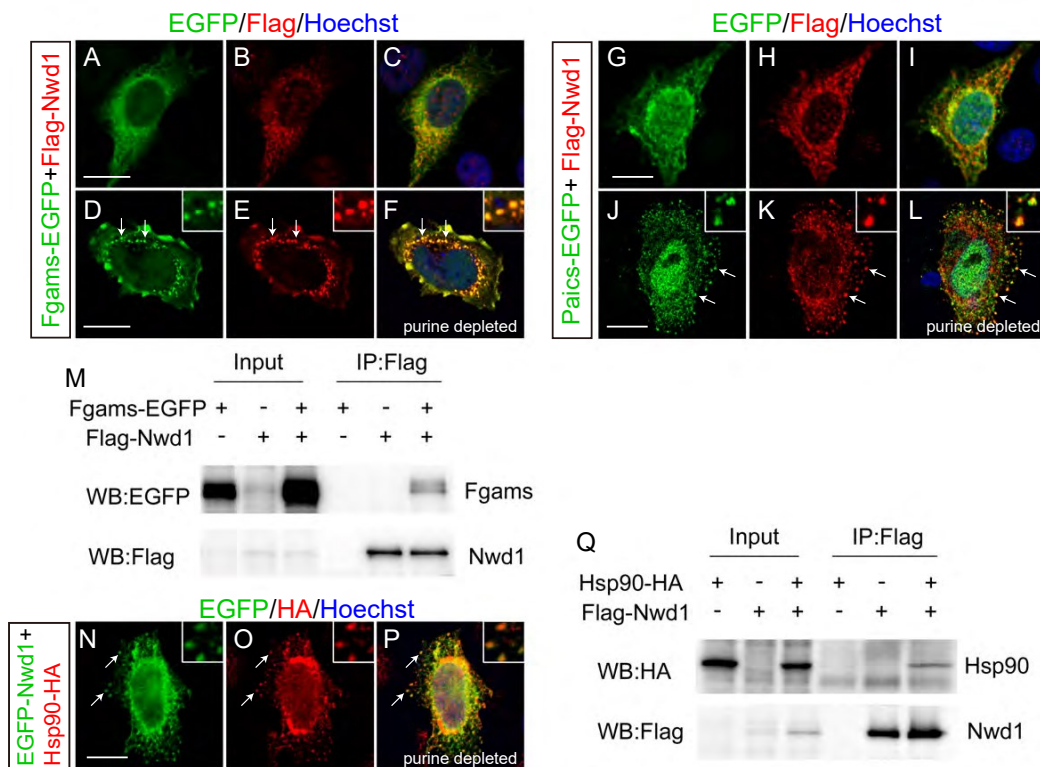 EGFP/Flag/Hoechst
Fgams-EGFP+Flag-Nwd1
A
B
C
D
E
F
purine depleted
EGFP/Flag/Hoechst
Paics-EGFP+ Flag-Nwd1
G
H
I
J
K
L
purine depleted
M
Input IP:Flag
Fgams-EGFP + - + + - +
Flag-Nwd1 - + + - + +
WB:EGFP Fgams
WB:Flag Nwd1
EGFP/HA/Hoechst
EGFP-Nwd1+
Hsp90-HA
N
O
P
purine depleted
Q
Input IP:Flag
Hsp90-HA + - + + - +
Flag-Nwd1 - + + - + +
WB:HA Hsp90
WB:Flag Nwd1